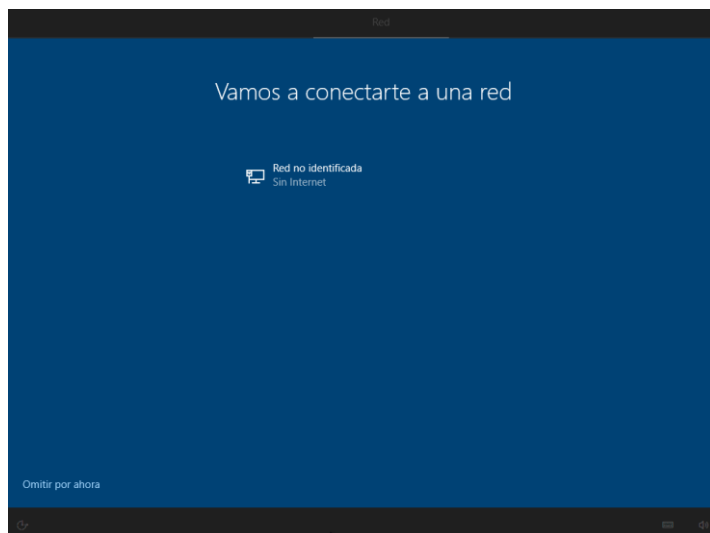 Red
Vamos a conectarte a una red
Red no identificada
Sin Internet
Omitir por ahora